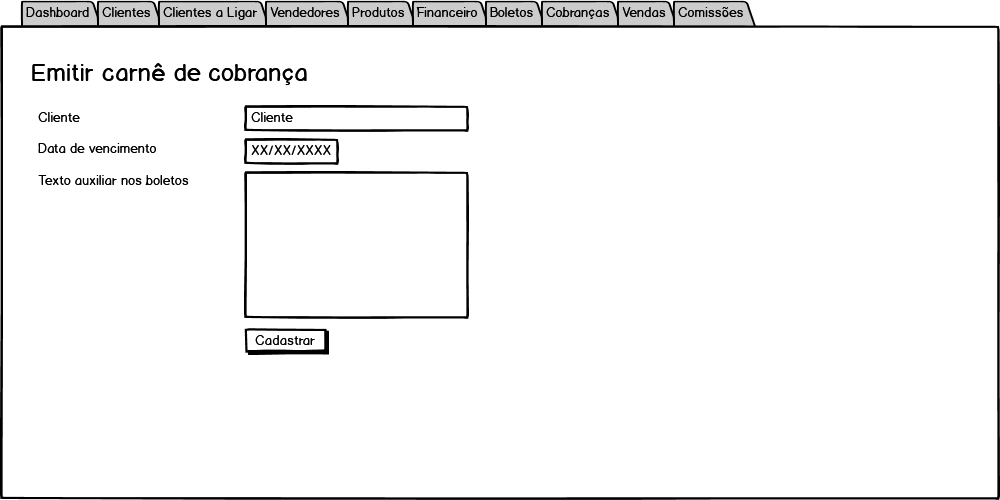 Dashboard Clientes Clientes a Ligar Vendedores Produtos Financeiro Boletos Cobranças Vendas Comissões
Emitir carnê de cobrança
Cliente Cliente
Data de vencimento XX/XX/XXXX
Texto auxiliar nos boletos
Cadastrar